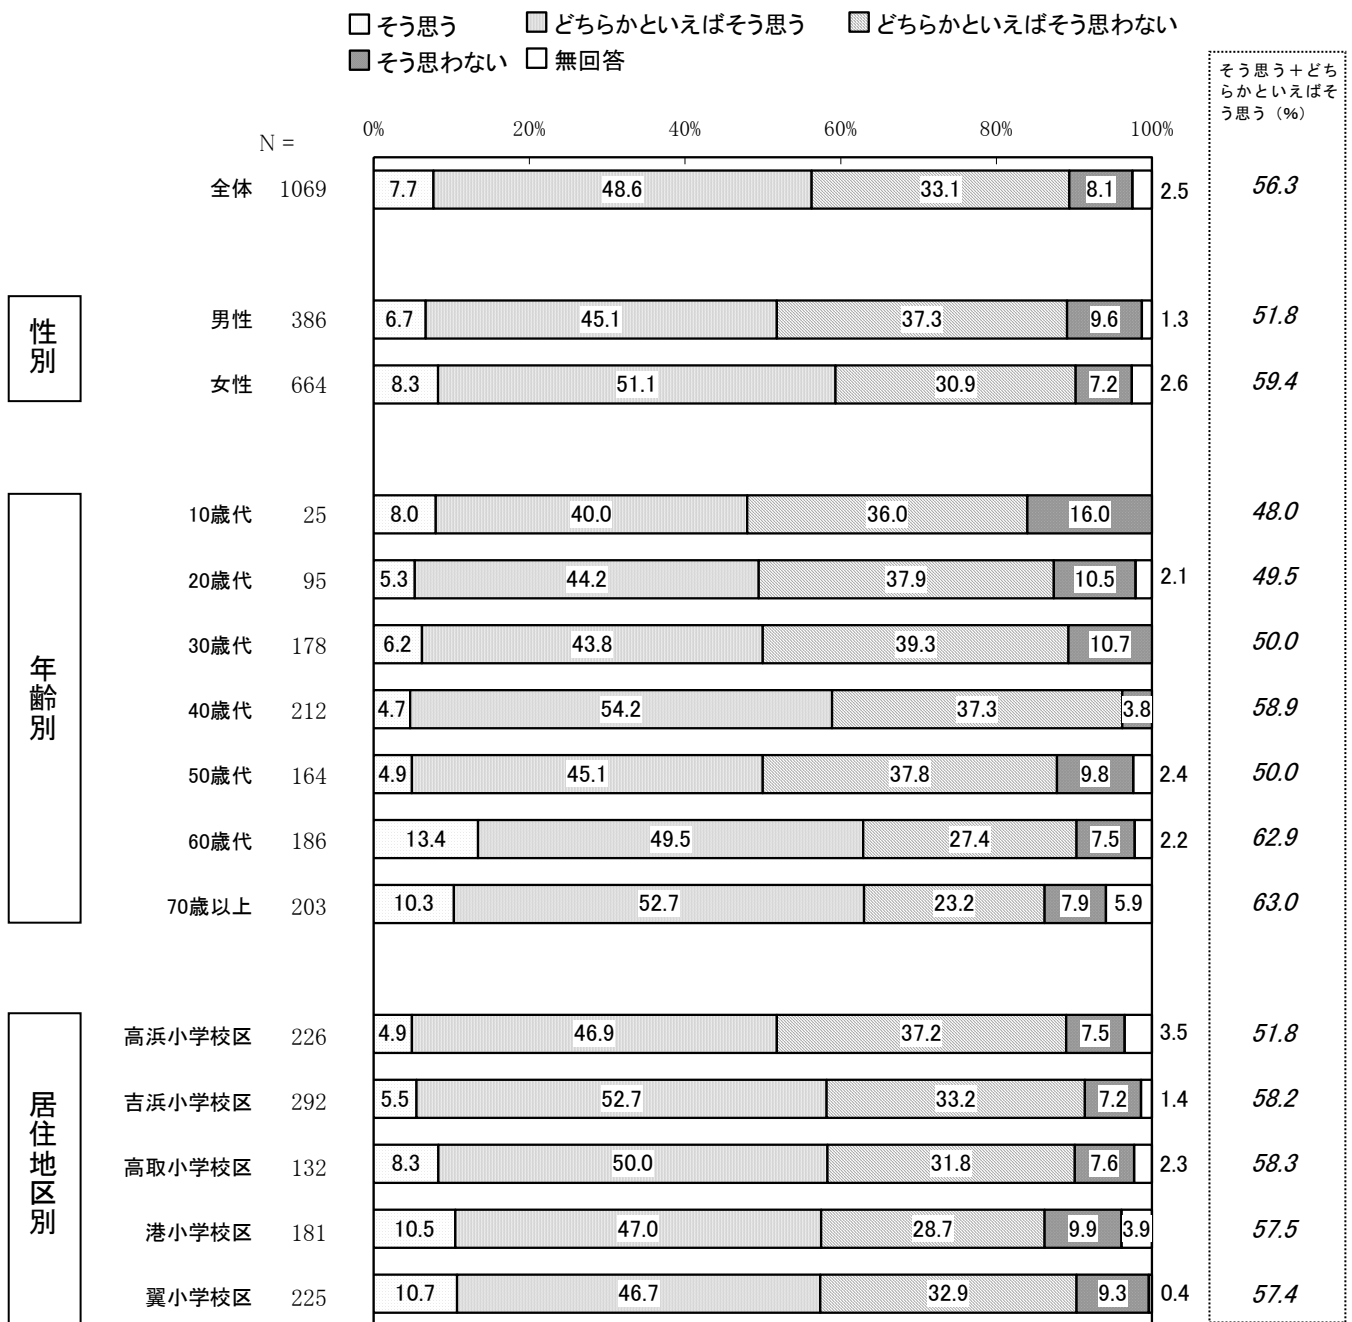 そう思う どちらかといえばそう思う どちらかといえばそう思わない
そう思わない 無回答
そう思う＋どち
らかといえばそ
う思う（%）
N = 0% 20% 40% 60% 80% 100%
全体 1069 7.7 48.6 33.1 8.1 2.5 56.3
性別
男性 386 6.7 45.1 37.3 9.6 1.3 51.8
女性 664 8.3 51.1 30.9 7.2 2.6 59.4
年齢別
10歳代 25 8.0 40.0 36.0 16.0 48.0
20歳代 95 5.3 44.2 37.9 10.5 2.1 49.5
30歳代 178 6.2 43.8 39.3 10.7 50.0
40歳代 212 4.7 54.2 37.3 3.8 58.9
50歳代 164 4.9 45.1 37.8 9.8 2.4 50.0
60歳代 186 13.4 49.5 27.4 7.5 2.2 62.9
70歳以上 203 10.3 52.7 23.2 7.9 5.9 63.0
居住地区別
高浜小学校区 226 4.9 46.9 37.2 7.5 3.5 51.8
吉浜小学校区 292 5.5 52.7 33.2 7.2 1.4 58.2
高取小学校区 132 8.3 50.0 31.8 7.6 2.3 58.3
港小学校区 181 10.5 47.0 28.7 9.9 3.9 57.5
翼小学校区 225 10.7 46.7 32.9 9.3 0.4 57.4